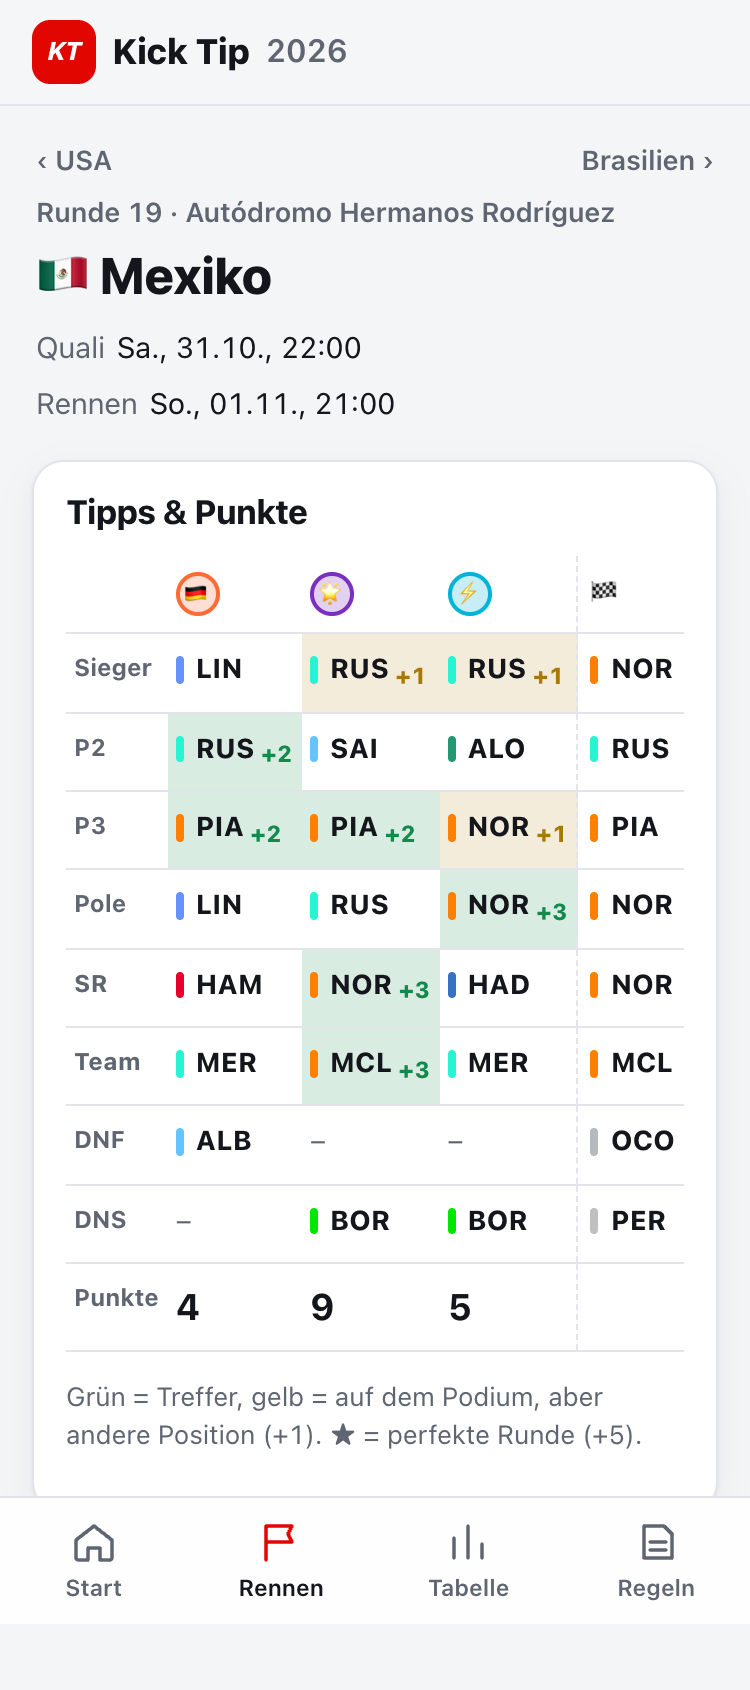 KT Kick Tip 2026
‹ USA Brasilien ›
Runde 19 · Autódromo Hermanos Rodríguez
Mexiko
Quali Sa., 31.10., 22:00
Rennen So., 01.11., 21:00
Tipps & Punkte
Sieger LIN RUS +1 RUS +1 NOR
P2 RUS +2 SAI ALO RUS
P3 PIA +2 PIA +2 NOR +1 PIA
Pole LIN RUS NOR +3 NOR
SR HAM NOR +3 HAD NOR
Team MER MCL +3 MER MCL
DNF ALB – – OCO
DNS – BOR BOR PER
Punkte 4 9 5
Grün = Treffer, gelb = auf dem Podium, aber
andere Position (+1). ★ = perfekte Runde (+5).
Start Rennen Tabelle Regeln